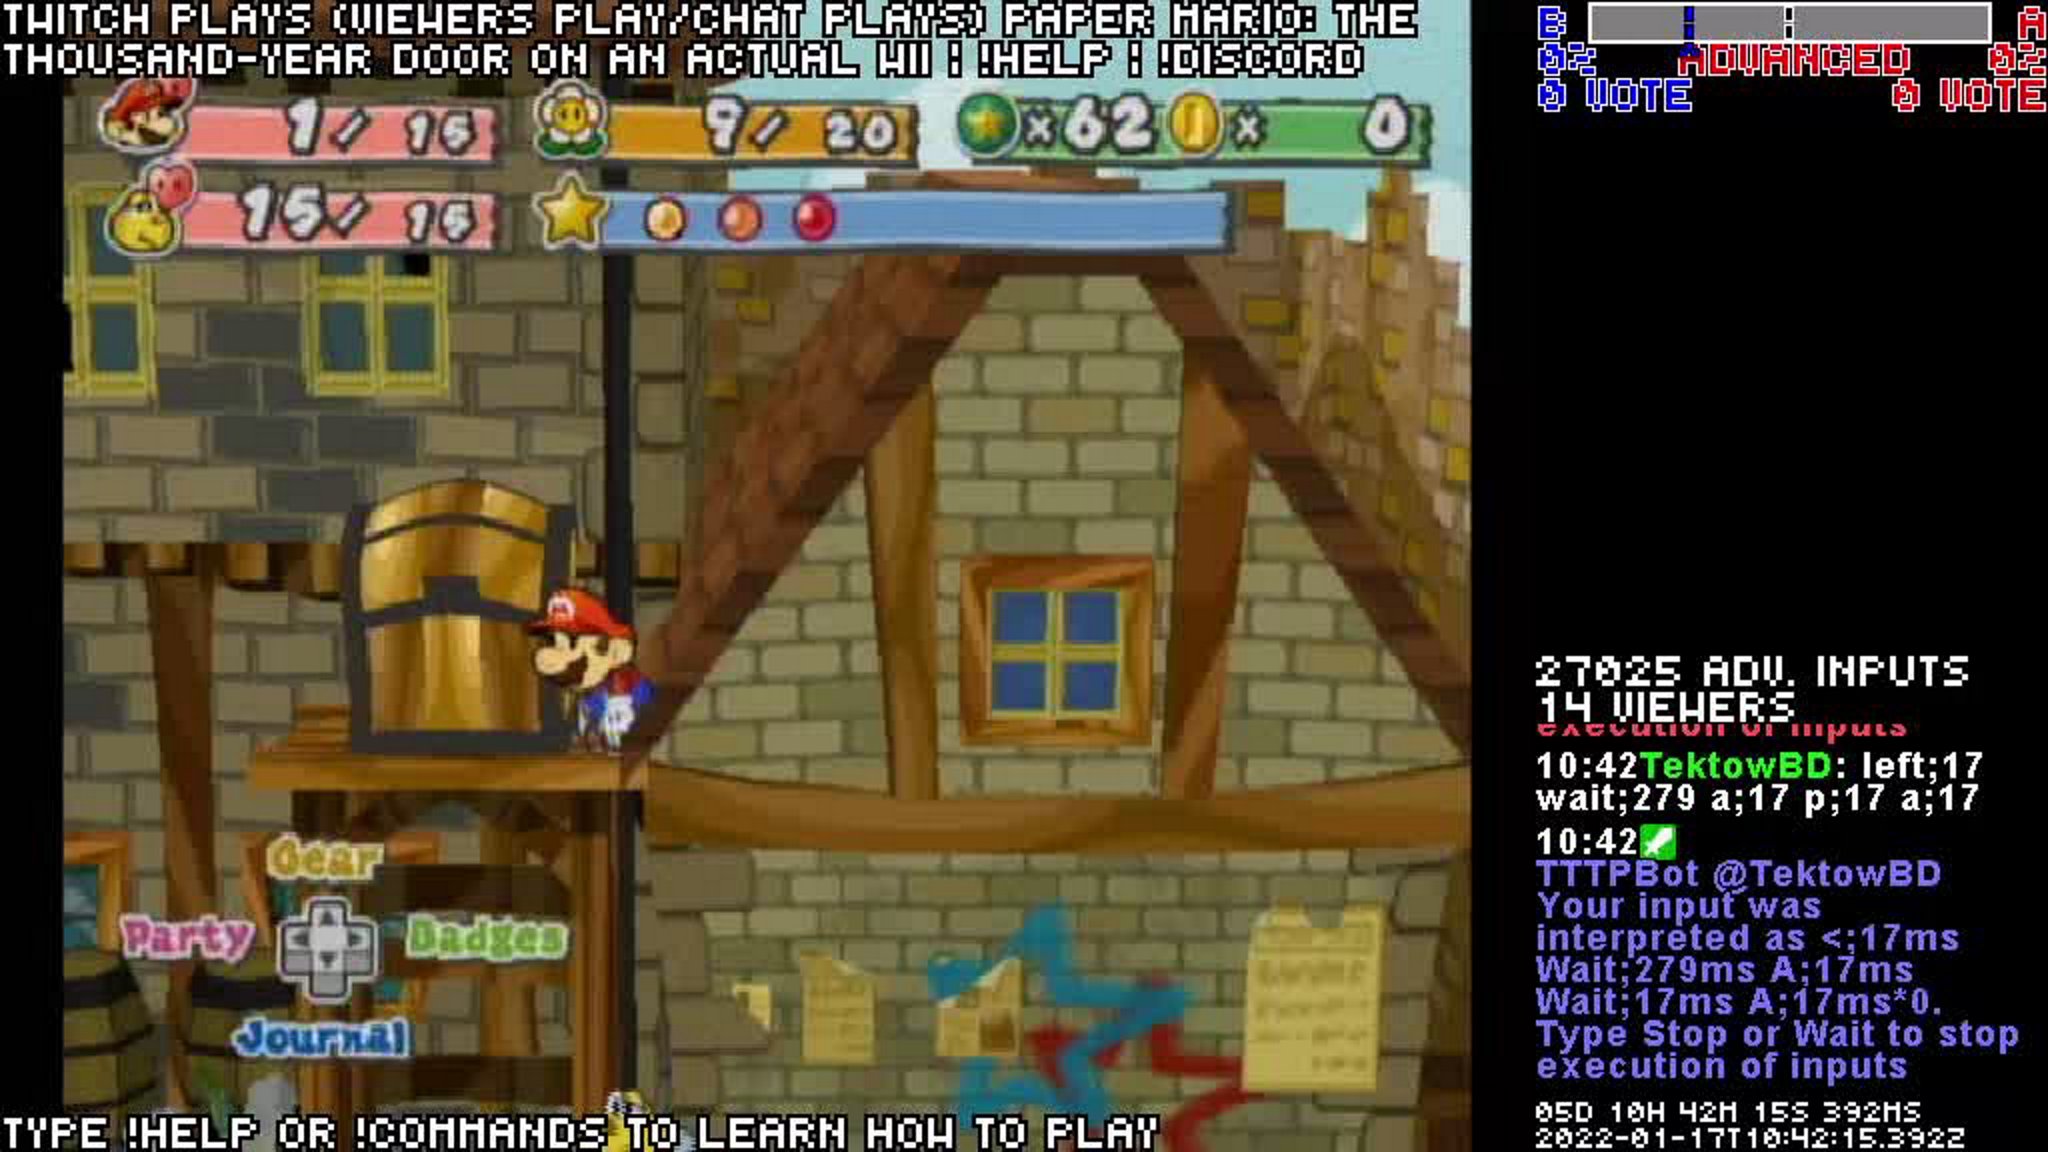 TWITCH PLAYS (VIEWERS PLAY/CHAT PLAYS) PAPER MARIO: THE
THOUSAND-YEAR DOOR ON AN ACTUAL WII | !HELP | !DISCORD
B
A
0%
ADVANCED
0%
0 VOTE
0 VOTE
1/ 15
9/ 20
×62
× 0
15/ 15
Gear
Party
Badges
Journal
27025 ADV. INPUTS
14 VIEWERS
execution of inputs
10:42TektowBD: left;17
wait;279 a;17 p;17 a;17
10:42
TTTPBot @TektowBD
Your input was
interpreted as <;17ms
Wait;279ms A;17ms
Wait;17ms A;17ms*0.
Type Stop or Wait to stop
execution of inputs
05D 10H 42M 15S 392MS
2022-01-17T10:42:15.392Z
TYPE !HELP OR !COMMANDS TO LEARN HOW TO PLAY